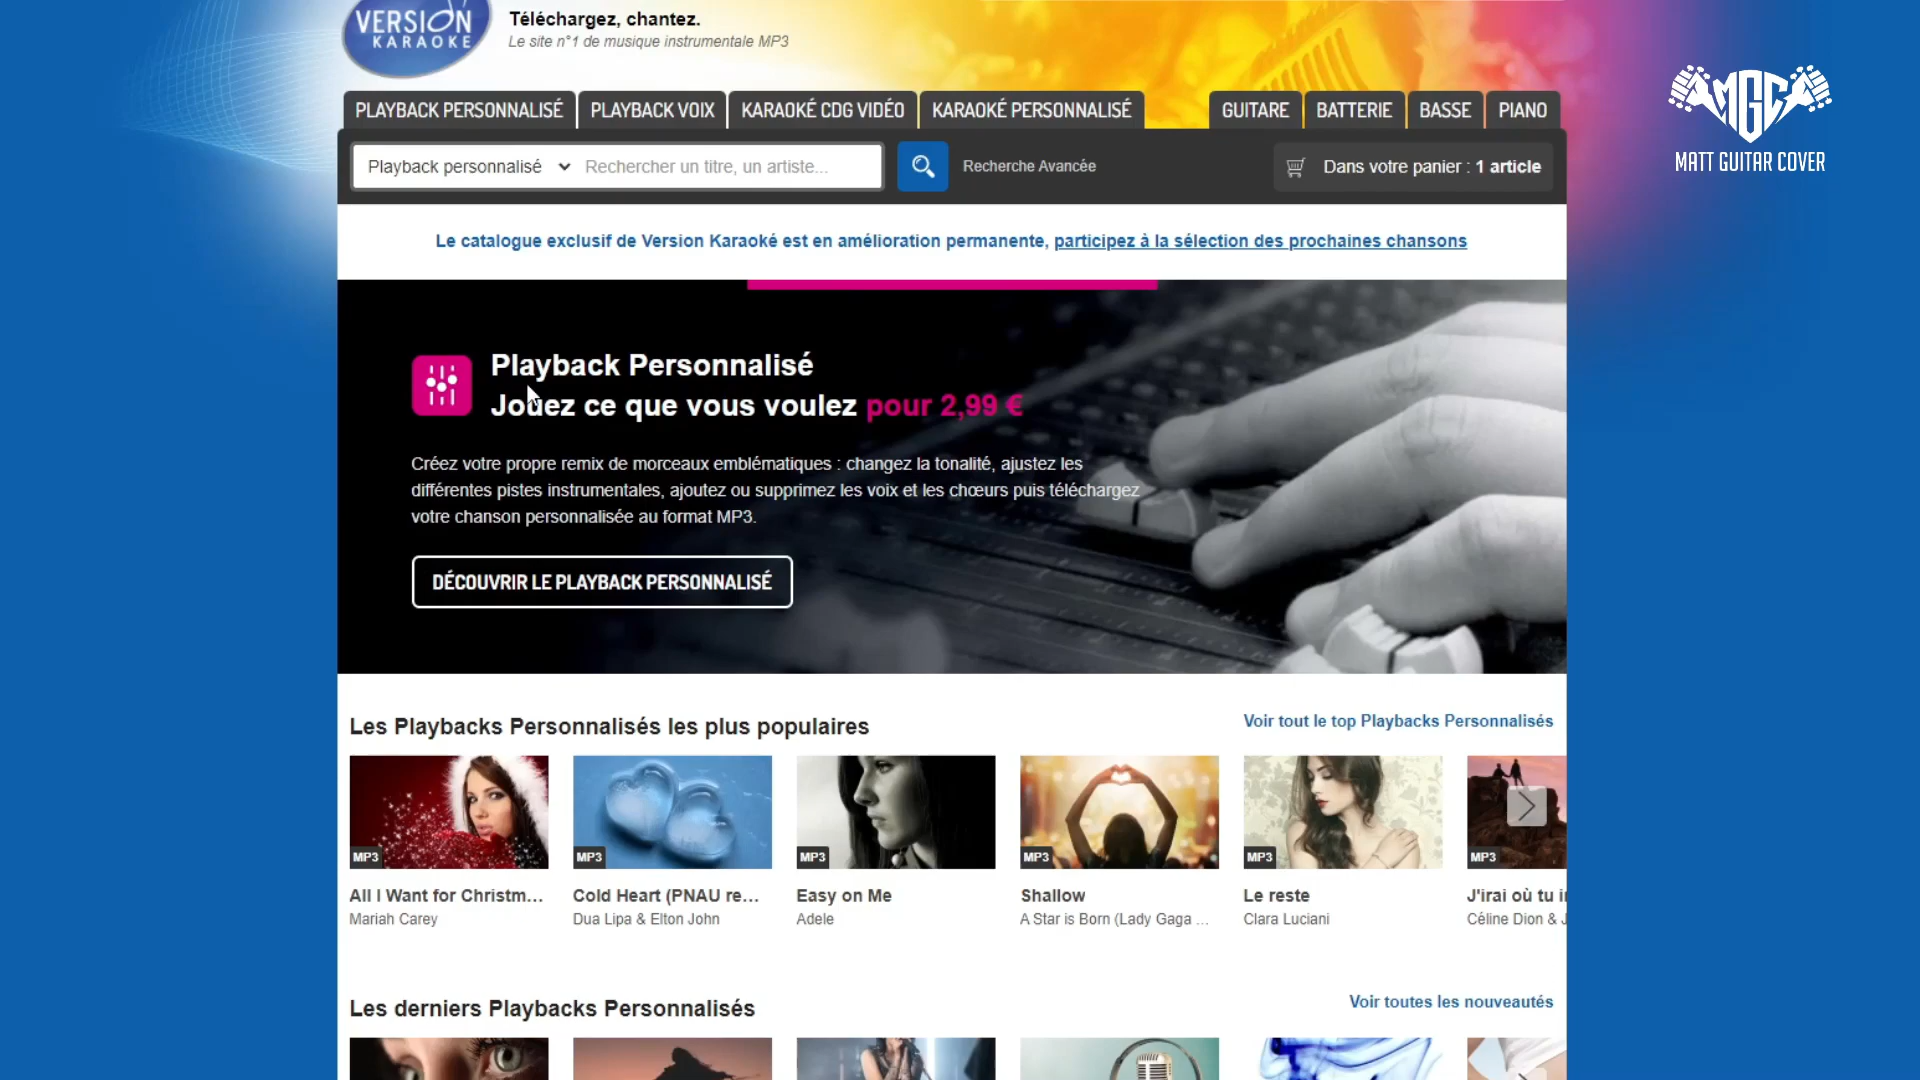 VERSION
KARAOKE
Téléchargez, chantez.
Le site n°1 de musique instrumentale MP3
PLAYBACK PERSONNALISÉ
PLAYBACK VOIX
KARAOKÉ CDG VIDÉO
KARAOKÉ PERSONNALISÉ
GUITARE
BATTERIE
BASSE
PIANO
MGC
MATT GUITAR COVER
Playback personnalisé
Rechercher un titre, un artiste...
Recherche Avancée
Dans votre panier : 1 article
Le catalogue exclusif de Version Karaoké est en amélioration permanente, participez à la sélection des prochaines chansons
Playback Personnalisé
Jouez ce que vous voulez pour 2,99 €
Créez votre propre remix de morceaux emblématiques : changez la tonalité, ajustez les
différentes pistes instrumentales, ajoutez ou supprimez les voix et les chœurs puis téléchargez
votre chanson personnalisée au format MP3.
DÉCOUVRIR LE PLAYBACK PERSONNALISÉ
Les Playbacks Personnalisés les plus populaires
Voir tout le top Playbacks Personnalisés
MP3
MP3
MP3
MP3
MP3
MP3
All I Want for Christm...
Cold Heart (PNAU re...
Easy on Me
Shallow
Le reste
J'irai où tu i
Mariah Carey
Dua Lipa & Elton John
Adele
A Star is Born (Lady Gaga ...
Clara Luciani
Céline Dion & J
Les derniers Playbacks Personnalisés
Voir toutes les nouveautés